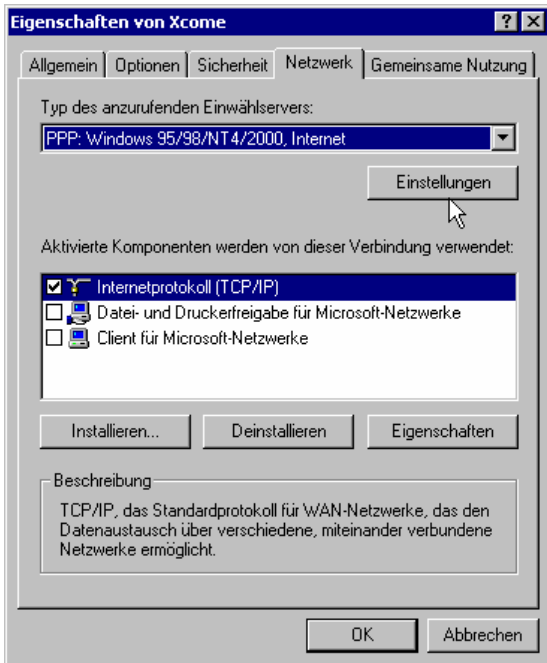 Eigenschaften von Xcome
Allgemein Optionen Sicherheit Netzwerk Gemeinsame Nutzung
Typ des anzurufenden Einwählservers:
PPP: Windows 95/98/NT4/2000, Internet
Einstellungen
Aktivierte Komponenten werden von dieser Verbindung verwendet:
Internetprotokoll (TCP/IP)
Datei- und Druckerfreigabe für Microsoft-Netzwerke
Client für Microsoft-Netzwerke
Installieren... Deinstallieren Eigenschaften
Beschreibung
TCP/IP, das Standardprotokoll für WAN-Netzwerke, das den
Datenaustausch über verschiedene, miteinander verbundene
Netzwerke ermöglicht.
OK Abbrechen